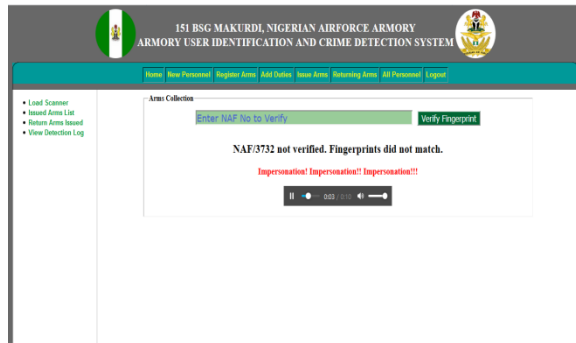 151 BSG MAKURDI, NIGERIAN AIRFORCE ARMORY
ARMORY USER IDENTIFICATION AND CRIME DETECTION SYSTEM
Home New Personnel Register Arms Add Duties Issue Arms Returning Arms All Personnel Logout
Load Scanner
Issued Arms List
Return Arms Issued
View Detection Log
Arms Collection
Enter NAF No to Verify
Verify Fingerprint
NAF/3732 not verified. Fingerprints did not match.
Impersonation! Impersonation!! Impersonation!!!
0:03 / 0:10